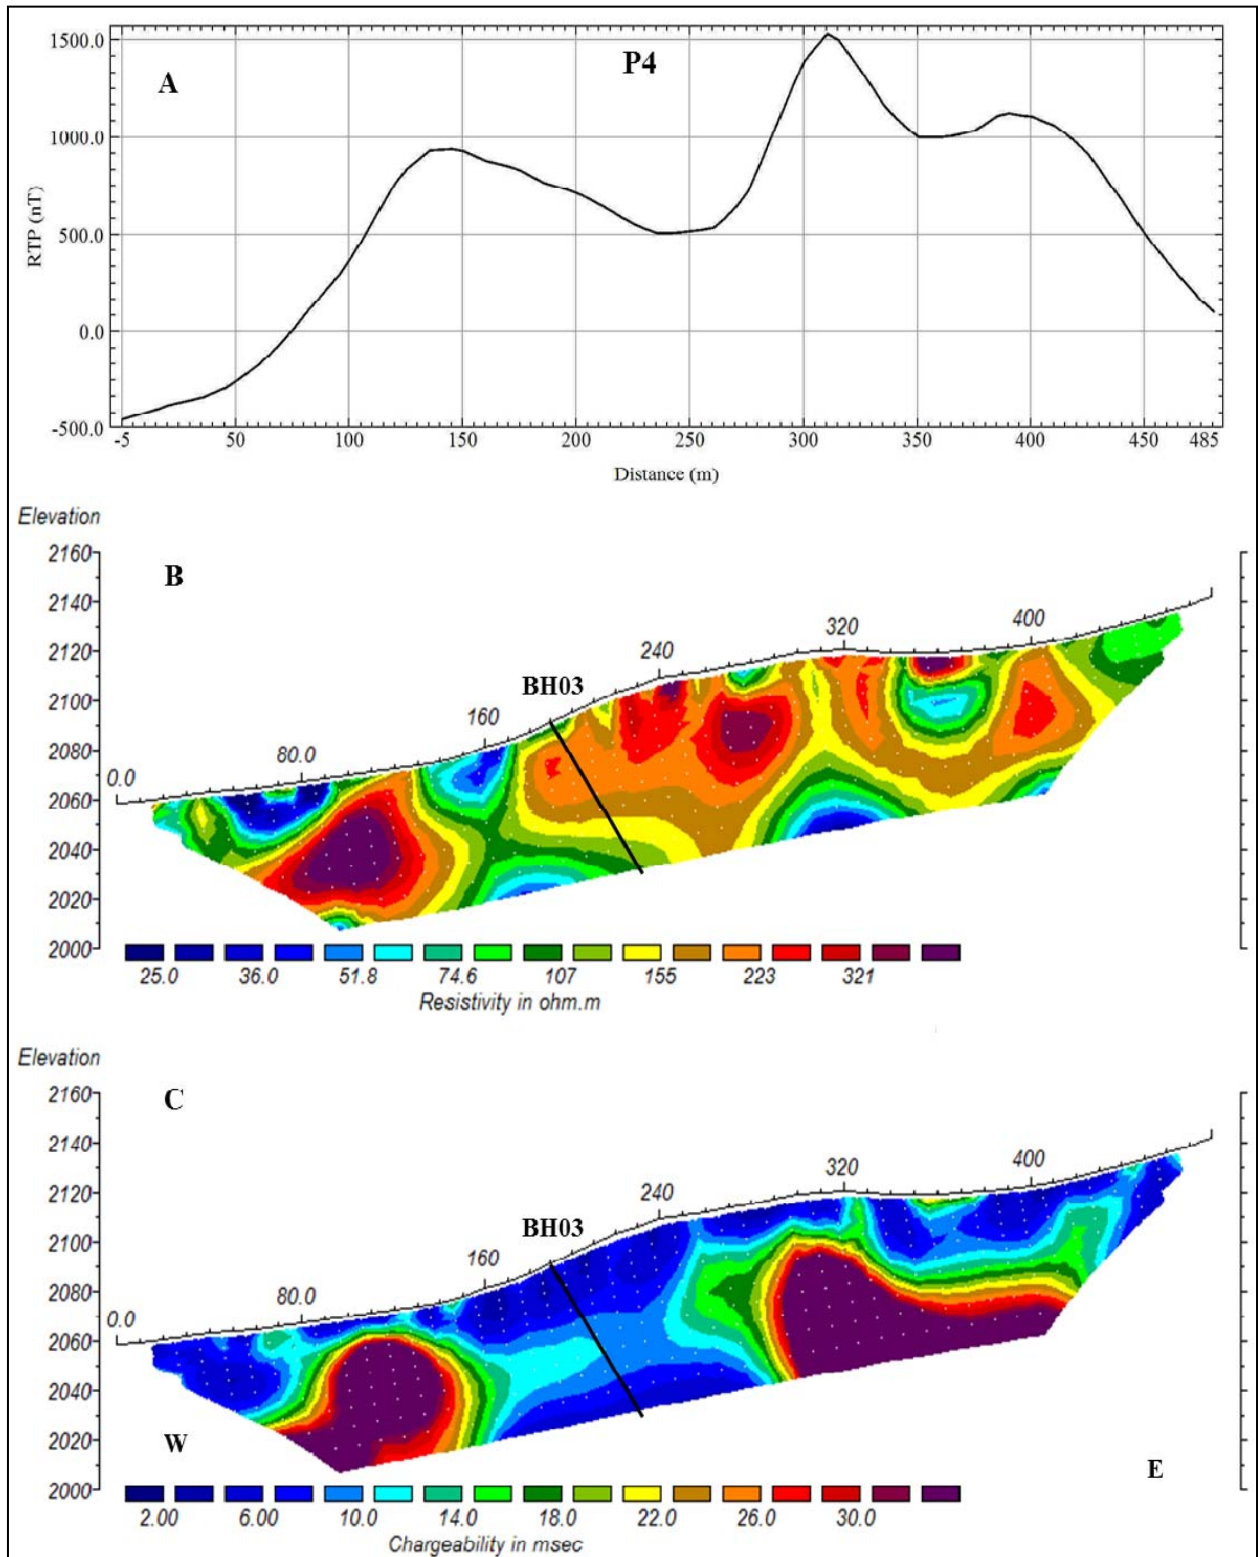 A
P4
RTP (nT)
1500.0
1000.0
500.0
0.0
-500.0
-5 50 100 150 200 250 300 350 400 450 485
Distance (m)
Elevation
B
2160
2140
2120
2100
2080
2060
2040
2020
2000
0.0 80.0 160 240 320 400
BH03
25.0 36.0 51.8 74.6 107 155 223 321
Resistivity in ohm.m
Elevation
C
2160
2140
2120
2100
2080
2060
2040
2020
2000
0.0 80.0 160 240 320 400
BH03
W
E
2.00 6.00 10.0 14.0 18.0 22.0 26.0 30.0
Chargeability in msec